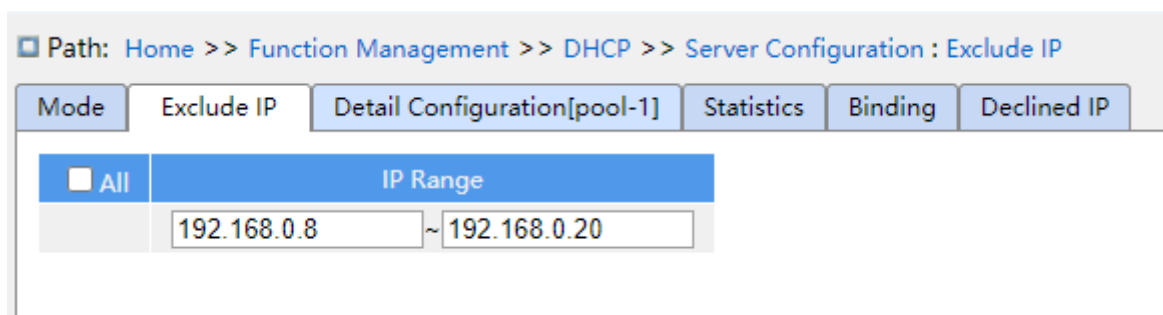 Path: Home >> Function Management >> DHCP >> Server Configuration : Exclude IP
Mode Exclude IP Detail Configuration[pool-1] Statistics Binding Declined IP
All IP Range
192.168.0.8 ~ 192.168.0.20